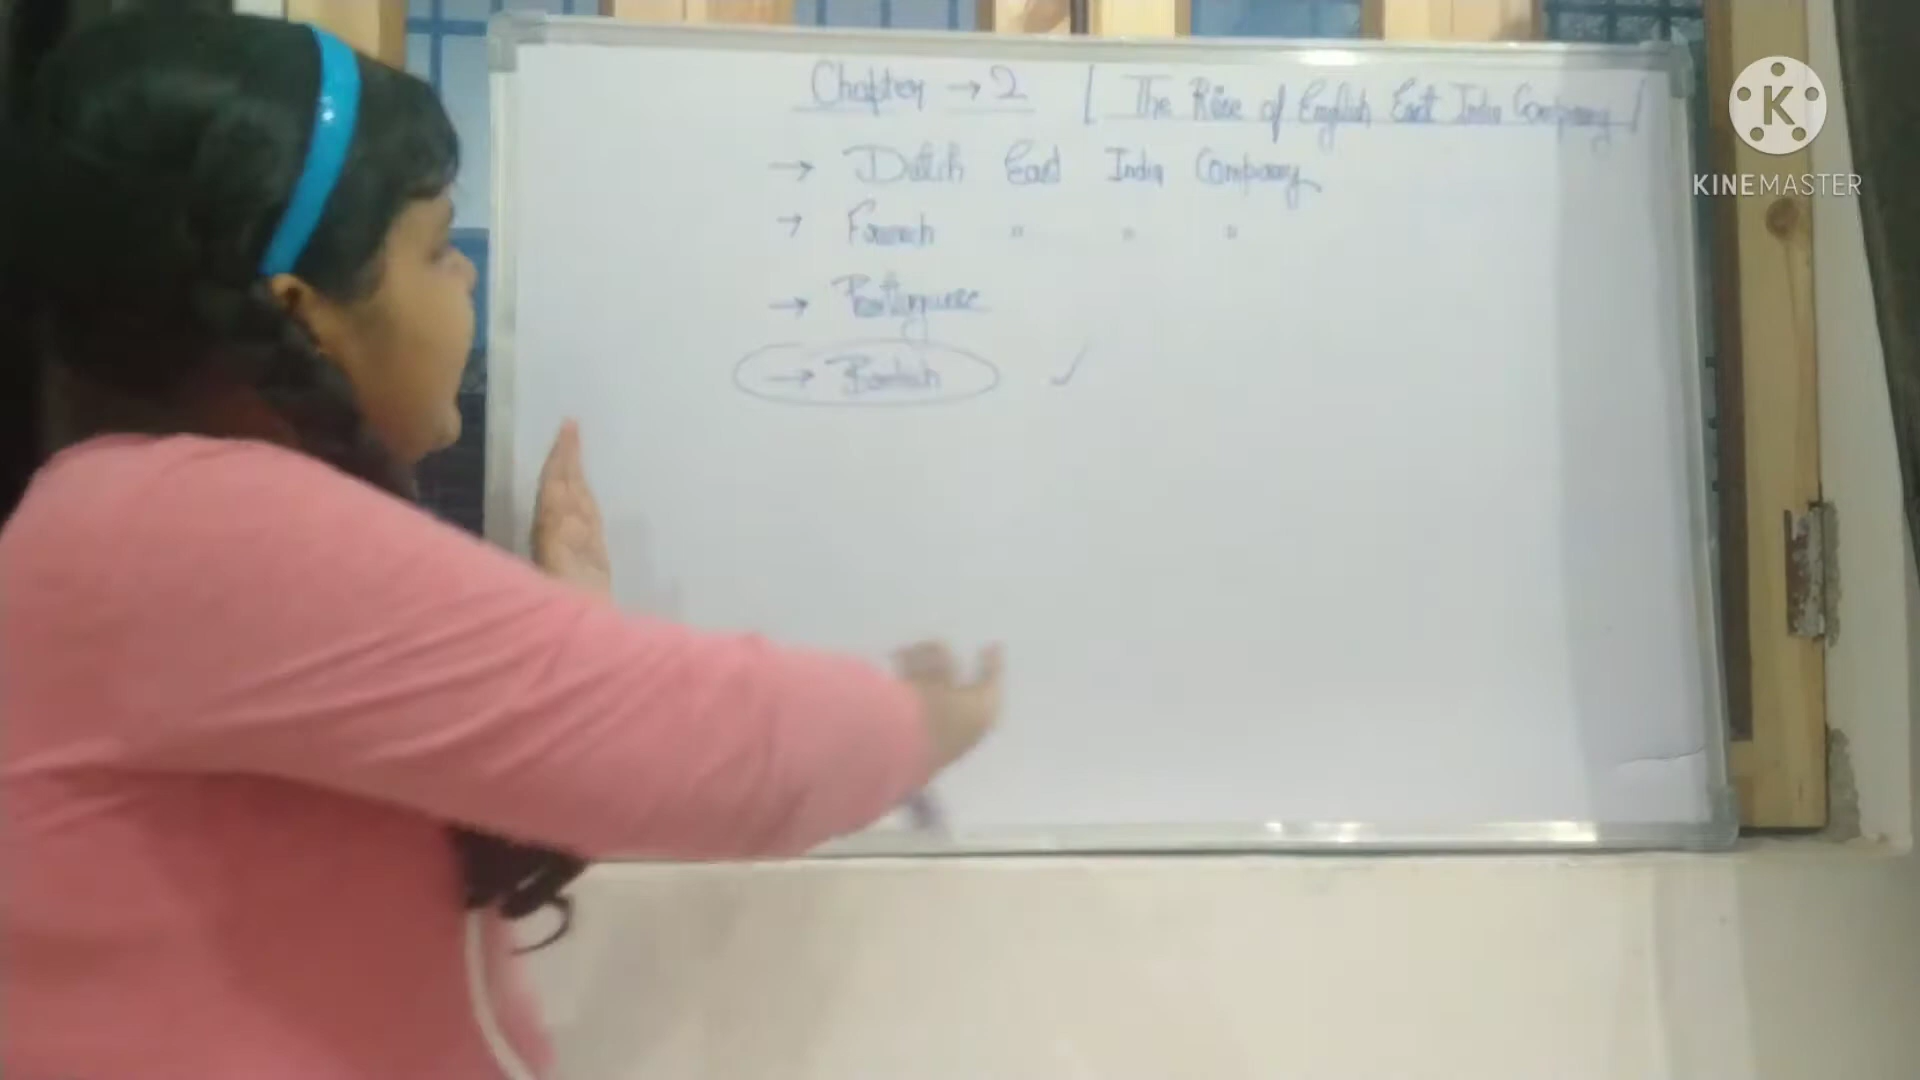 Chapter → 2 [ The Rise of English East India Company ]
→ Dutch East India Company
→ French " " "
→ Portuguese
→ British ✓
K
KINEMASTER